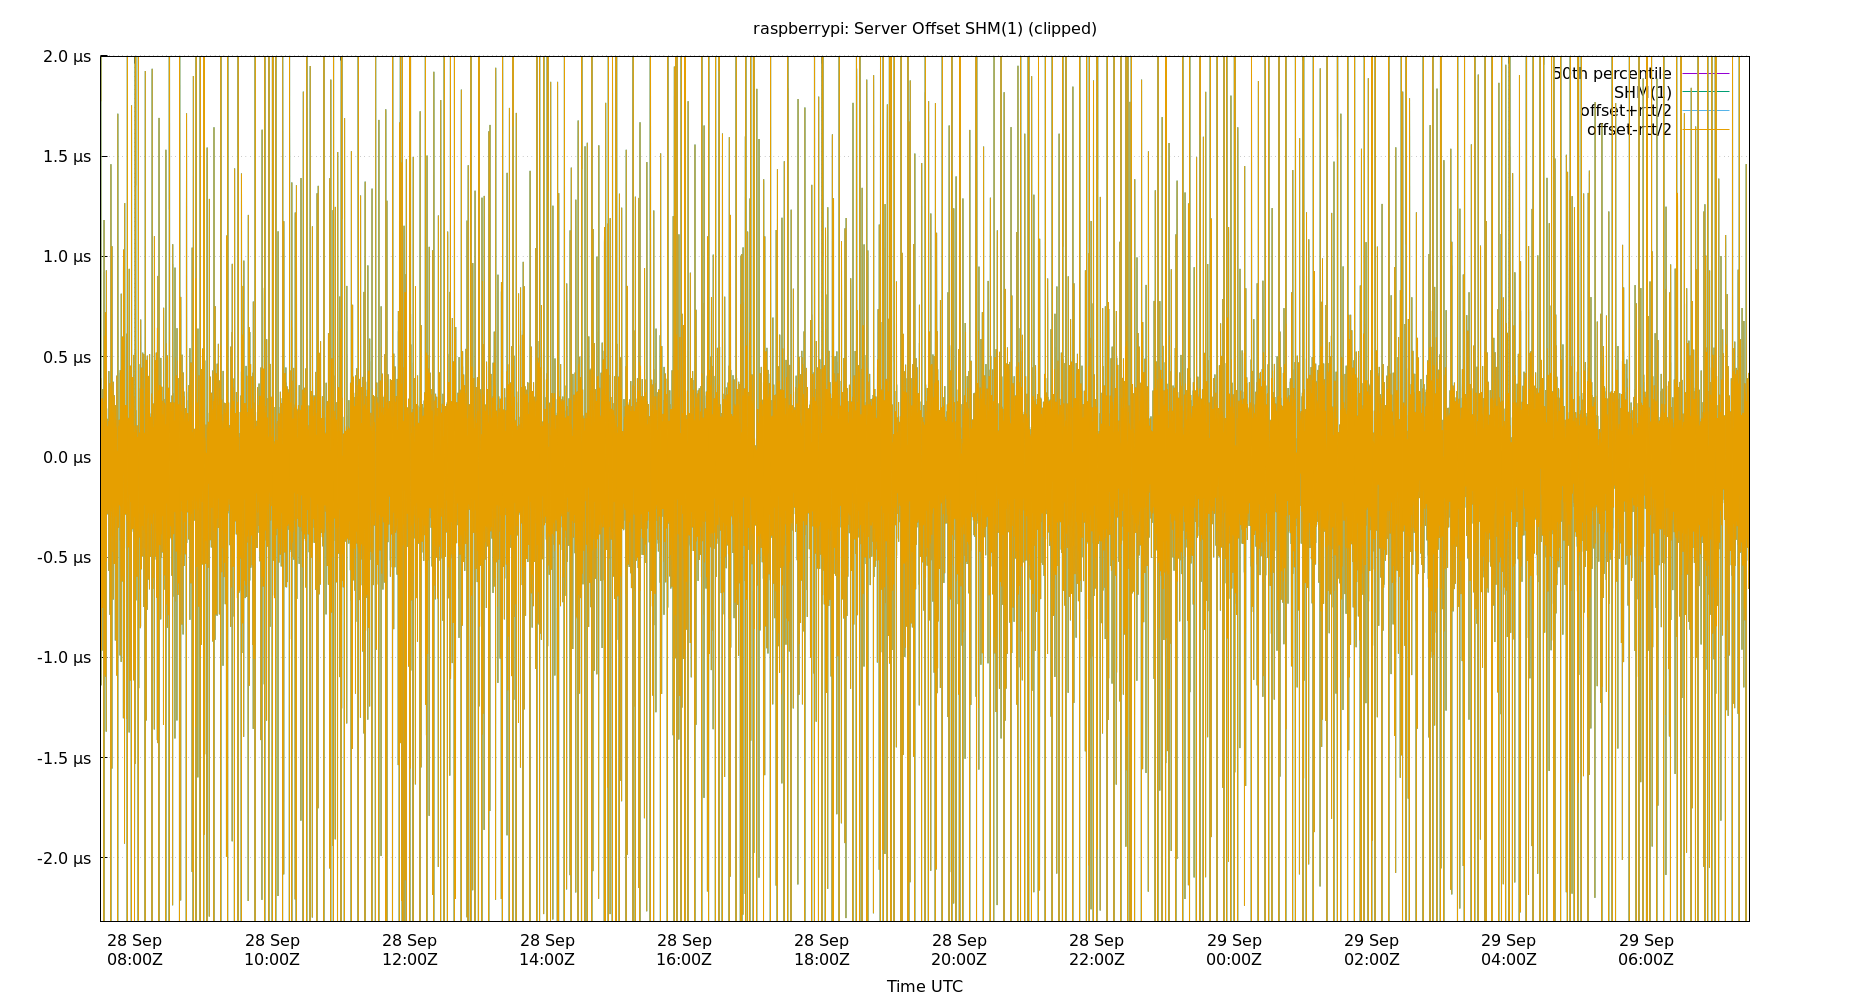 raspberrypi: Server Offset SHM(1) (clipped)
2.0 µs
1.5 µs
1.0 µs
0.5 µs
0.0 µs
-0.5 µs
-1.0 µs
-1.5 µs
-2.0 µs
50th percentile
SHM(1)
offset+rtt/2
offset-rtt/2
28 Sep 28 Sep 28 Sep 28 Sep 28 Sep 28 Sep 28 Sep 28 Sep 29 Sep 29 Sep 29 Sep 29 Sep
08:00Z 10:00Z 12:00Z 14:00Z 16:00Z 18:00Z 20:00Z 22:00Z 00:00Z 02:00Z 04:00Z 06:00Z
Time UTC